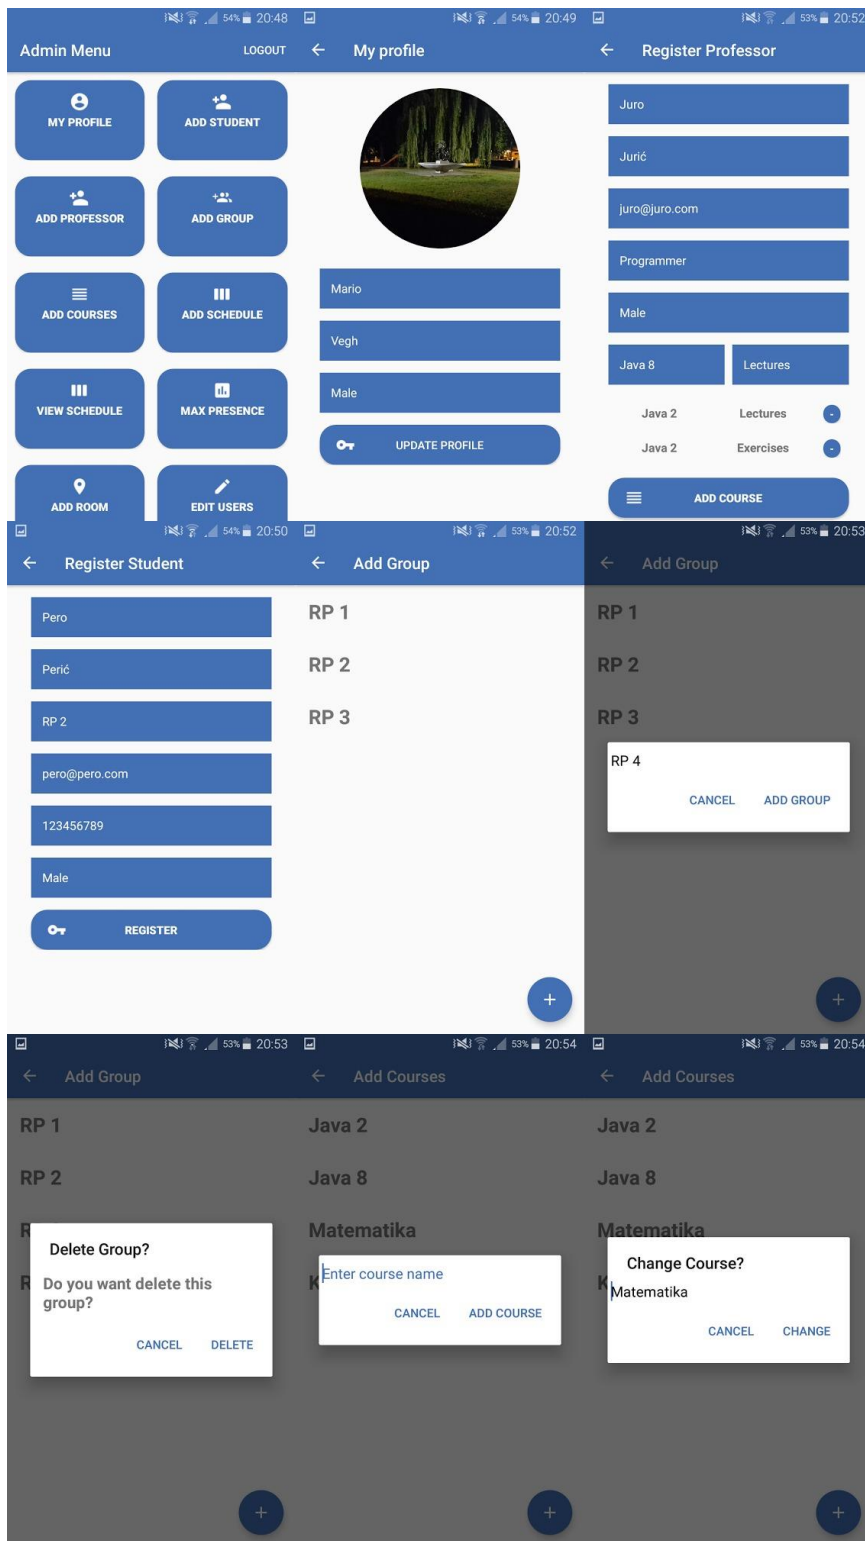 54% 20:48
Admin Menu LOGOUT
MY PROFILE ADD STUDENT
ADD PROFESSOR ADD GROUP
ADD COURSES ADD SCHEDULE
VIEW SCHEDULE MAX PRESENCE
ADD ROOM EDIT USERS
54% 20:49
My profile
Mario
Vegh
Male
UPDATE PROFILE
53% 20:52
Register Professor
Juro
Jurić
juro@juro.com
Programmer
Male
Java 8 Lectures
Java 2 Lectures -
Java 2 Exercises -
ADD COURSE
54% 20:50
Register Student
Pero
Perić
RP 2
pero@pero.com
123456789
Male
REGISTER
53% 20:52
Add Group
RP 1
RP 2
RP 3
+
53% 20:53
Add Group
RP 1
RP 2
RP 3
RP 4
CANCEL ADD GROUP
+
53% 20:53
Add Group
RP 1
RP 2
R
Delete Group?
R
Do you want delete this
group?
CANCEL DELETE
+
53% 20:54
Add Courses
Java 2
Java 8
Matematika
K
Enter course name
CANCEL ADD COURSE
+
53% 20:54
Add Courses
Java 2
Java 8
Matematika
Change Course?
K
Matematika
CANCEL CHANGE
+